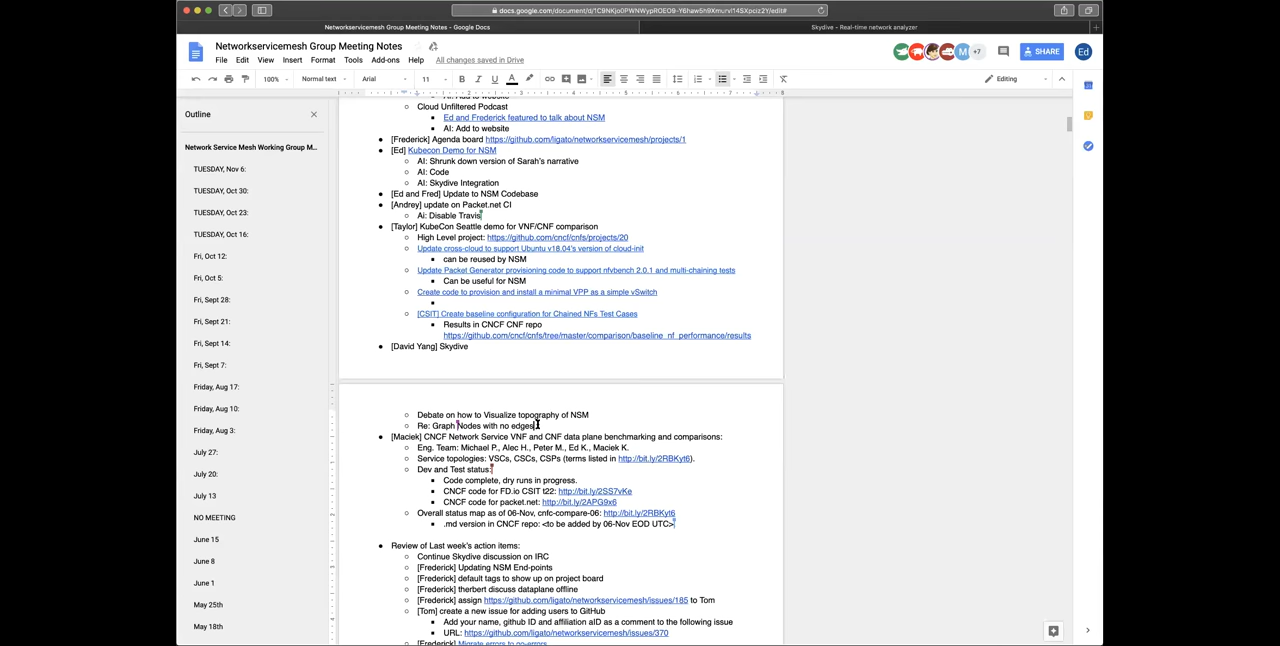 docs.google.com/document/d/1C9NKjo0PWNWypROEO9-Y6haw5h9Xmurvl14SXpciz2Y/edit#
Networkservicemesh Group Meeting Notes - Google Docs
Skydive - Real-time network analyzer
Networkservicemesh Group Meeting Notes
File Edit View Insert Format Tools Add-ons Help All changes saved in Drive
M +7 SHARE Ed
100% Normal text Arial 11 B I U A Editing
Outline
Network Service Mesh Working Group M...
TUESDAY, Nov 6:
TUESDAY, Oct 30:
TUESDAY, Oct 23:
TUESDAY, Oct 16:
Fri, Oct 12:
Fri, Oct 5:
Fri, Sept 28:
Fri, Sept 21:
Fri, Sept 14:
Fri, Sept 7:
Friday, Aug 17:
Friday, Aug 10:
Friday, Aug 3:
July 27:
July 20:
July 13
NO MEETING
June 15
June 8
June 1
May 25th
May 18th
AI: Add to website
Cloud Unfiltered Podcast
Ed and Frederick featured to talk about NSM
AI: Add to website
[Frederick] Agenda board https://github.com/ligato/networkservicemesh/projects/1
[Ed] Kubecon Demo for NSM
AI: Shrunk down version of Sarah's narrative
AI: Code
AI: Skydive Integration
[Ed and Fred] Update to NSM Codebase
[Andrey] update on Packet.net CI
Ai: Disable Travis
[Taylor] KubeCon Seattle demo for VNF/CNF comparison
High Level project: https://github.com/cncf/cnfs/projects/20
Update cross-cloud to support Ubuntu v18.04's version of cloud-init
can be reused by NSM
Update Packet Generator provisioning code to support nfvbench 2.0.1 and multi-chaining tests
Can be useful for NSM
Create code to provision and install a minimal VPP as a simple vSwitch
[CSIT] Create baseline configuration for Chained NFs Test Cases
Results in CNCF CNF repo
https://github.com/cncf/cnfs/tree/master/comparison/baseline_nf_performance/results
[David Yang] Skydive
Debate on how to Visualize topography of NSM
Re: Graph Nodes with no edges
[Maciek] CNCF Network Service VNF and CNF data plane benchmarking and comparisons:
Eng. Team: Michael P., Alec H., Peter M., Ed K., Maciek K.
Service topologies: VSCs, CSCs, CSPs (terms listed in http://bit.ly/2RBKyt6).
Dev and Test status:
Code complete, dry runs in progress.
CNCF code for FD.io CSIT t22: http://bit.ly/2SS7vKe
CNCF code for packet.net: http://bit.ly/2APG9x6
Overall status map as of 06-Nov, cnfc-compare-06: http://bit.ly/2RBKyt6
.md version in CNCF repo: <to be added by 06-Nov EOD UTC>
Review of Last week's action items:
Continue Skydive discussion on IRC
[Frederick] Updating NSM End-points
[Frederick] default tags to show up on project board
[Frederick] therbert discuss dataplane offline
[Frederick] assign https://github.com/ligato/networkservicemesh/issues/185 to Tom
[Tom] create a new issue for adding users to GitHub
Add your name, github ID and affiliation aID as a comment to the following issue
URL: https://github.com/ligato/networkservicemesh/issues/370
[Frederick] Migrate errors to no-errors